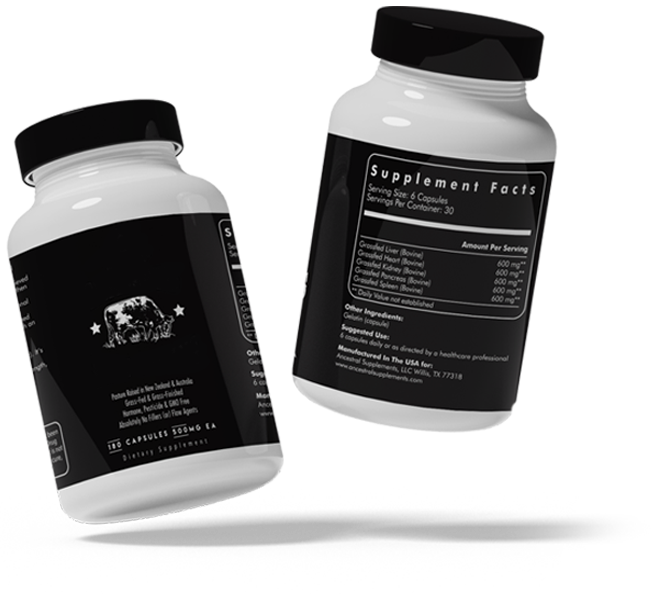 Pasture Raised in New Zealand & Australia
Grass-Fed & Grass-Finished
Hormone, Pesticide & GMO Free
Absolutely No Fillers (or) Flow Agents
180 CAPSULES 500MG EA
Dietary Supplement
Supplement Facts
Serving Size: 6 Capsules
Servings Per Container: 30
Amount Per Serving
Grassfed Liver (Bovine) 600 mg**
Grassfed Heart (Bovine) 600 mg**
Grassfed Kidney (Bovine) 600 mg**
Grassfed Pancreas (Bovine) 600 mg**
Grassfed Spleen (Bovine) 600 mg**
** Daily Value not established
Other Ingredients:
Gelatin (capsule)
Suggested Use:
6 capsules daily or as directed by a healthcare professional
Manufactured In The USA for:
Ancestral Supplements, LLC Willis, TX 77318
www.ancestralsupplements.com